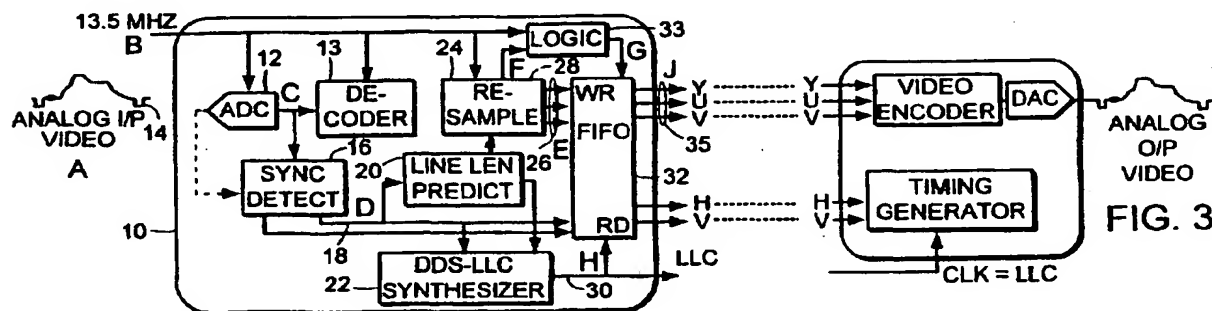 13.5 MHZ
B
12
13
24
F
28
LOGIC
33
G
J
C
ADC
DE-
CODER
RE-
SAMPLE
WR
FIFO
Y
U
V
Y
U
V
VIDEO
ENCODER
DAC
ANALOG I/P
VIDEO
A
14
16
20
26
E
35
ANALOG
O/P
VIDEO
SYNC
DETECT
LINE LEN
PREDICT
32
D
H
V
H
V
TIMING
GENERATOR
FIG. 3
10
18
RD
22
DDS-LLC
SYNTHESIZER
H
30
LLC
CLK = LLC